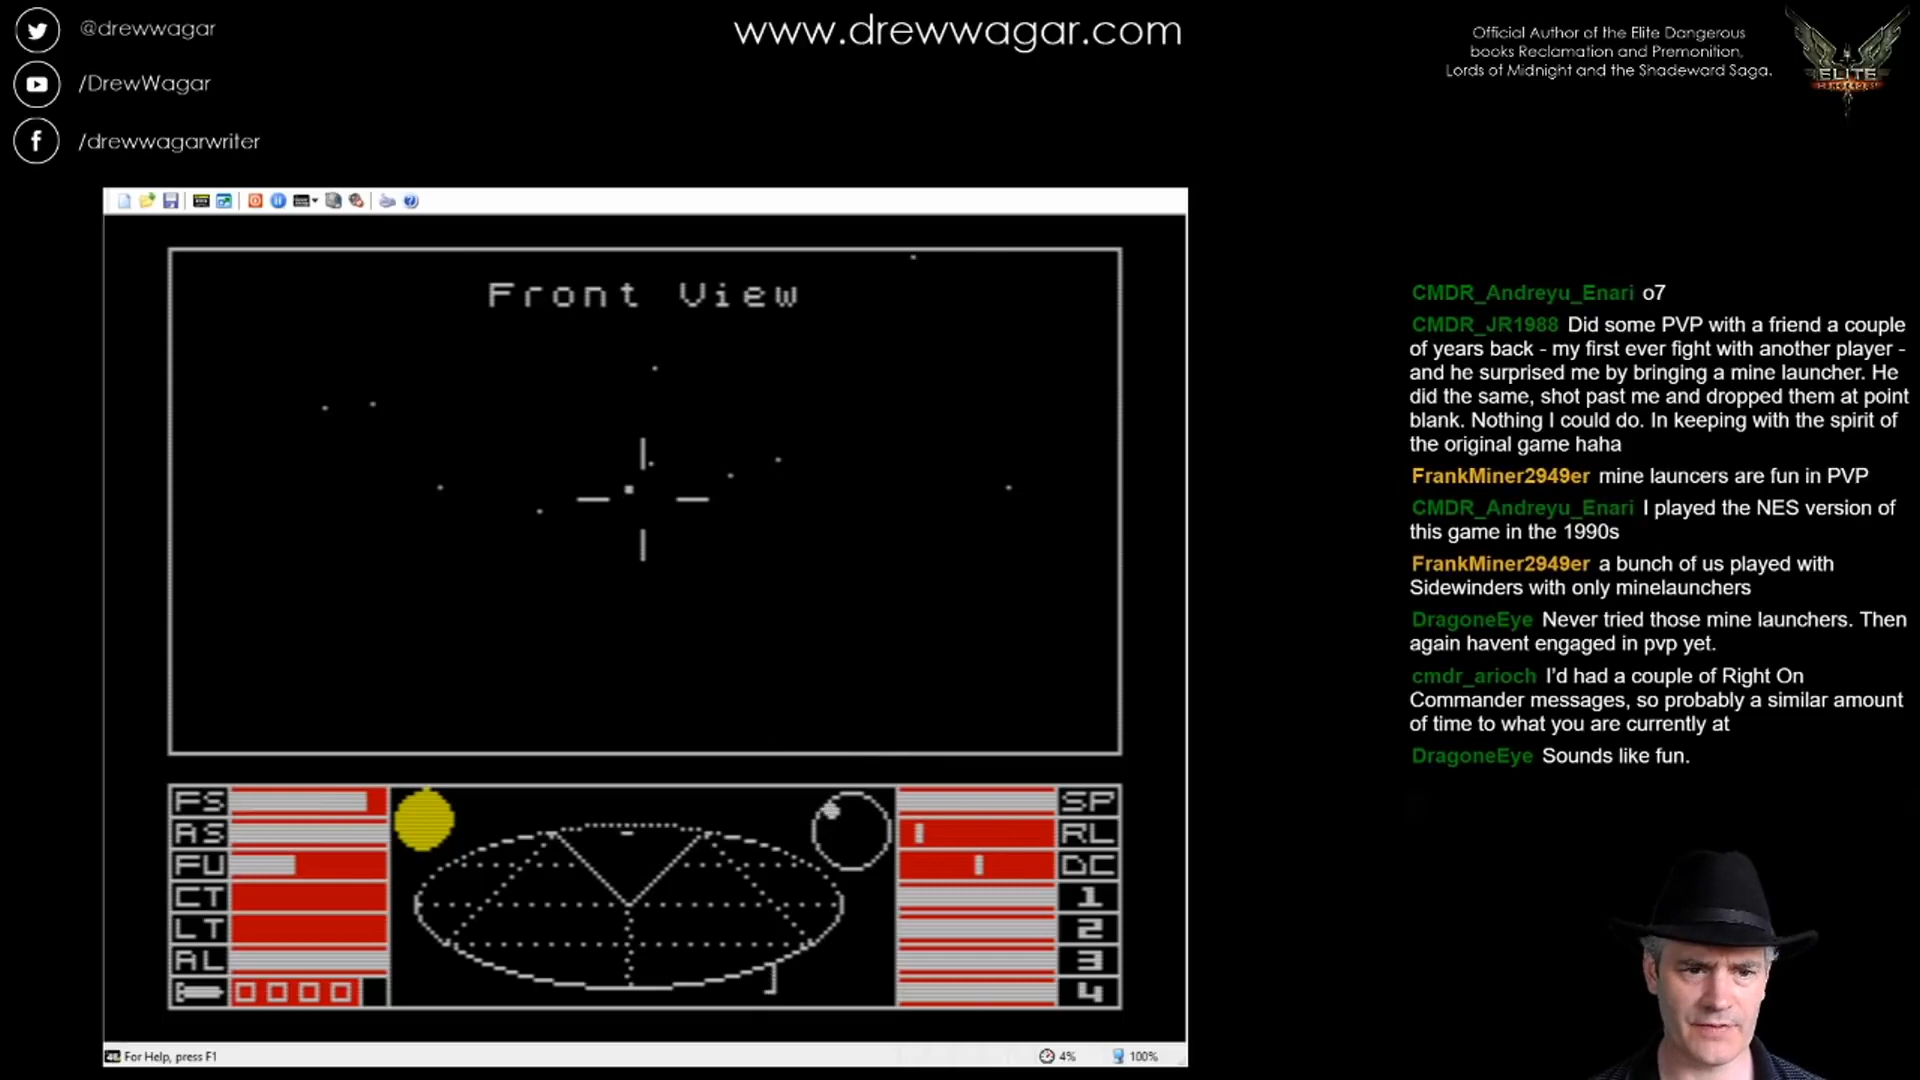 @drewwagar
/DrewWagar
/drewwagarwriter
www.drewwagar.com
Official Author of the Elite Dangerous
books Reclamation and Premonition,
Lords of Midnight and the Shadeward Saga.
ELITE
DANGEROUS
Front View
FS
AS
FU
CT
LT
AL
SP
RL
DC
1
2
3
4
For Help, press F1
4%
100%
CMDR_Andreyu_Enari o7
CMDR_JR1988 Did some PVP with a friend a couple
of years back - my first ever fight with another player -
and he surprised me by bringing a mine launcher. He
did the same, shot past me and dropped them at point
blank. Nothing I could do. In keeping with the spirit of
the original game haha
FrankMiner2949er mine launcers are fun in PVP
CMDR_Andreyu_Enari I played the NES version of
this game in the 1990s
FrankMiner2949er a bunch of us played with
Sidewinders with only minelaunchers
DragoneEye Never tried those mine launchers. Then
again havent engaged in pvp yet.
cmdr_arioch I'd had a couple of Right On
Commander messages, so probably a similar amount
of time to what you are currently at
DragoneEye Sounds like fun.